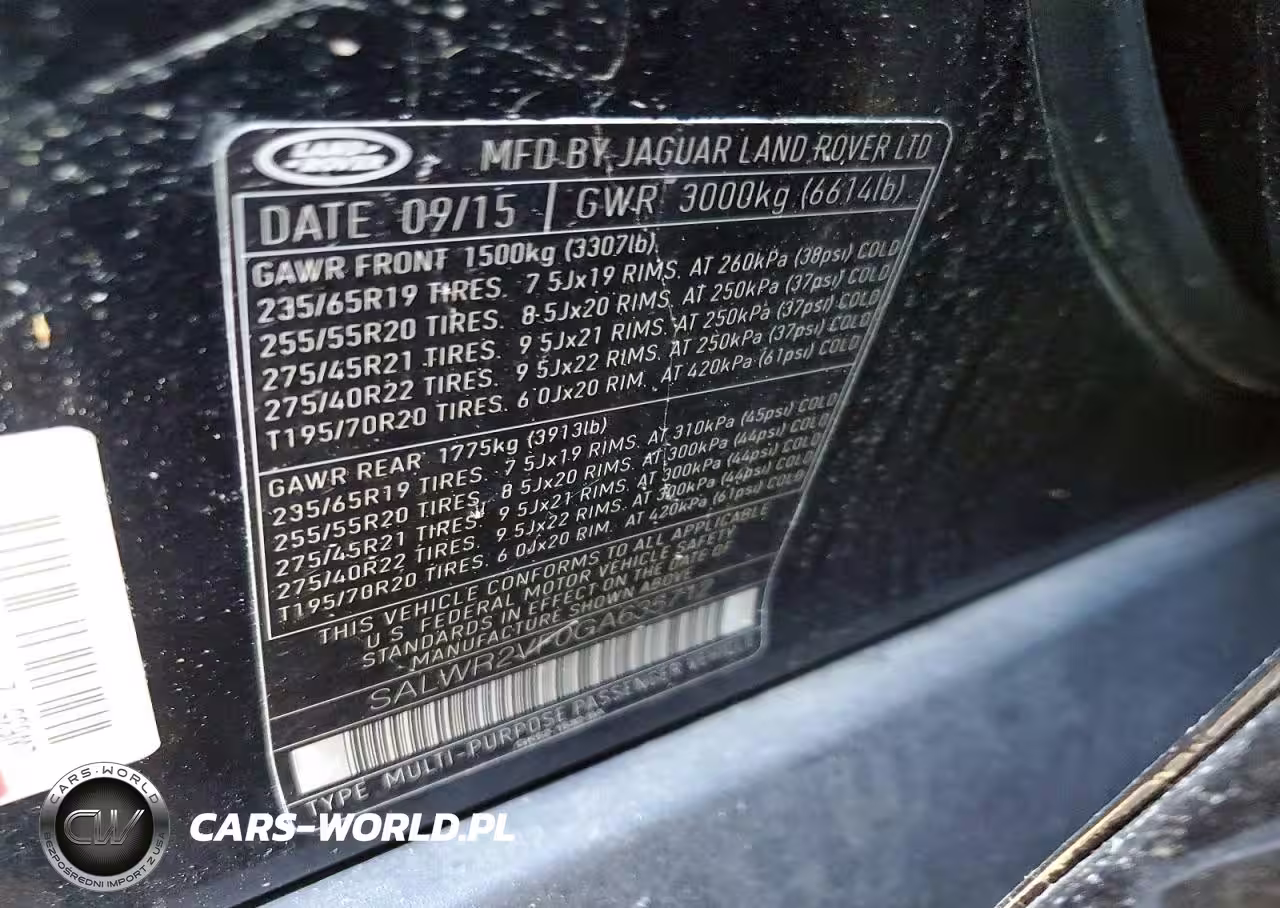 LAND-ROVER
MFD BY JAGUAR LAND ROVER LTD
DATE 09/15 GWR 3000kg (6614lb)
GAWR FRONT 1500kg (3307lb)
235/65R19 TIRES. 7.5Jx19 RIMS. AT 260kPa (38psi) COLD
255/55R20 TIRES. 8.5Jx20 RIMS. AT 250kPa (37psi) COLD
275/45R21 TIRES. 9.5Jx21 RIMS. AT 250kPa (37psi) COLD
275/40R22 TIRES. 9.5Jx22 RIMS. AT 250kPa (37psi) COLD
T195/70R20 TIRES. 6.0Jx20 RIM. AT 420kPa (61psi) COLD
GAWR REAR 1775kg (3913lb)
235/65R19 TIRES. 7.5Jx19 RIMS. AT 310kPa (45psi) COLD
255/55R20 TIRES. 8.5Jx20 RIMS. AT 300kPa (44psi) COLD
275/45R21 TIRES. 9.5Jx21 RIMS. AT 300kPa (44psi) COLD
275/40R22 TIRES. 9.5Jx22 RIMS. AT 300kPa (44psi) COLD
T195/70R20 TIRES. 6.0Jx20 RIM. AT 420kPa (61psi) COLD
THIS VEHICLE CONFORMS TO ALL APPLICABLE
U.S. FEDERAL MOTOR VEHICLE SAFETY
STANDARDS IN EFFECT ON THE DATE OF
MANUFACTURE SHOWN ABOVE
TYPE MULTI-PURPOSE PASSENGER VEHICLE
CARS-WORLD
CW
BEZPOŚREDNI IMPORT Z USA
CARS-WORLD.PL